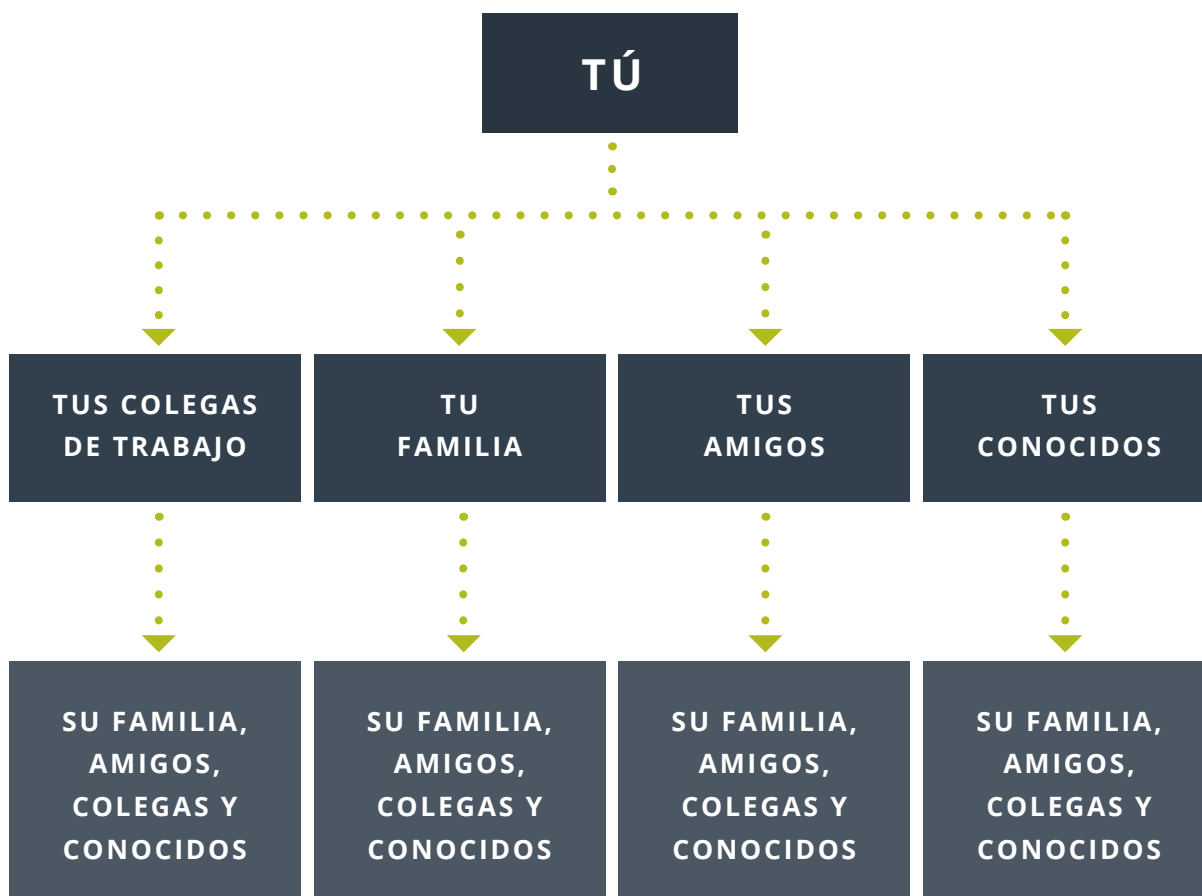 TÚ
TUS COLEGAS
DE TRABAJO
TU
FAMILIA
TUS
AMIGOS
TUS
CONOCIDOS
SU FAMILIA,
AMIGOS,
COLEGAS Y
CONOCIDOS
SU FAMILIA,
AMIGOS,
COLEGAS Y
CONOCIDOS
SU FAMILIA,
AMIGOS,
COLEGAS Y
CONOCIDOS
SU FAMILIA,
AMIGOS,
COLEGAS Y
CONOCIDOS